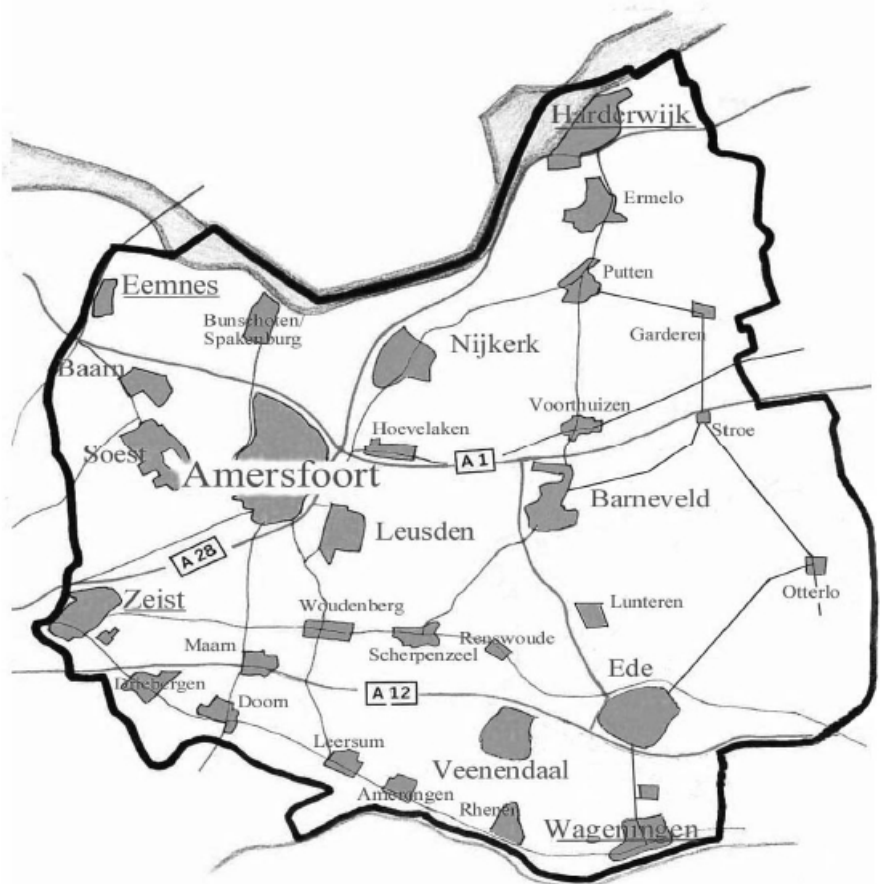 Harderwijk
Ermelo
Putten
Eemnes
Bunschoten/
Spakenburg
Garderen
Nijkerk
Baarn
Voorthuizen
Hoevelaken
Stroe
Soest
A 1
Amersfoort
Barneveld
Leusden
A 28
Otterlo
Zeist
Woudenberg
Lunteren
Maarn
Scherpenzeel
Renswoude
Ede
Driebergen
A 12
Doorn
Leersum
Veenendaal
Amerongen
Rhenen
Wageningen